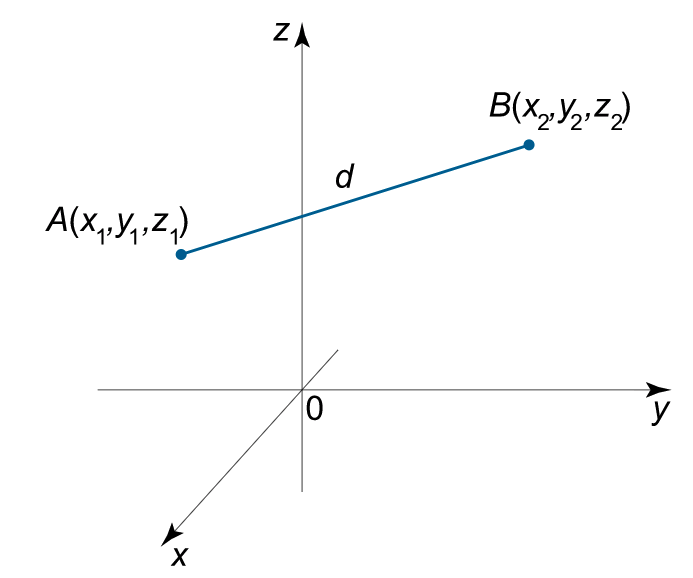 z
B(x₂,y₂,z₂)
d
A(x₁,y₁,z₁)
0
y
x